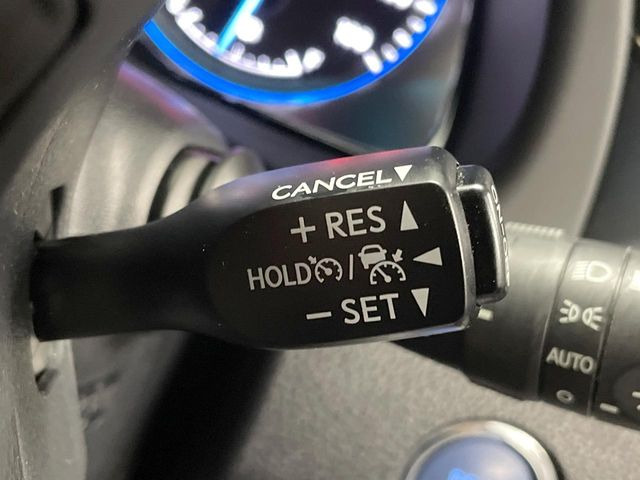 CANCEL▼
+ RES ▲
HOLD / ◀
− SET ▼
AUTO